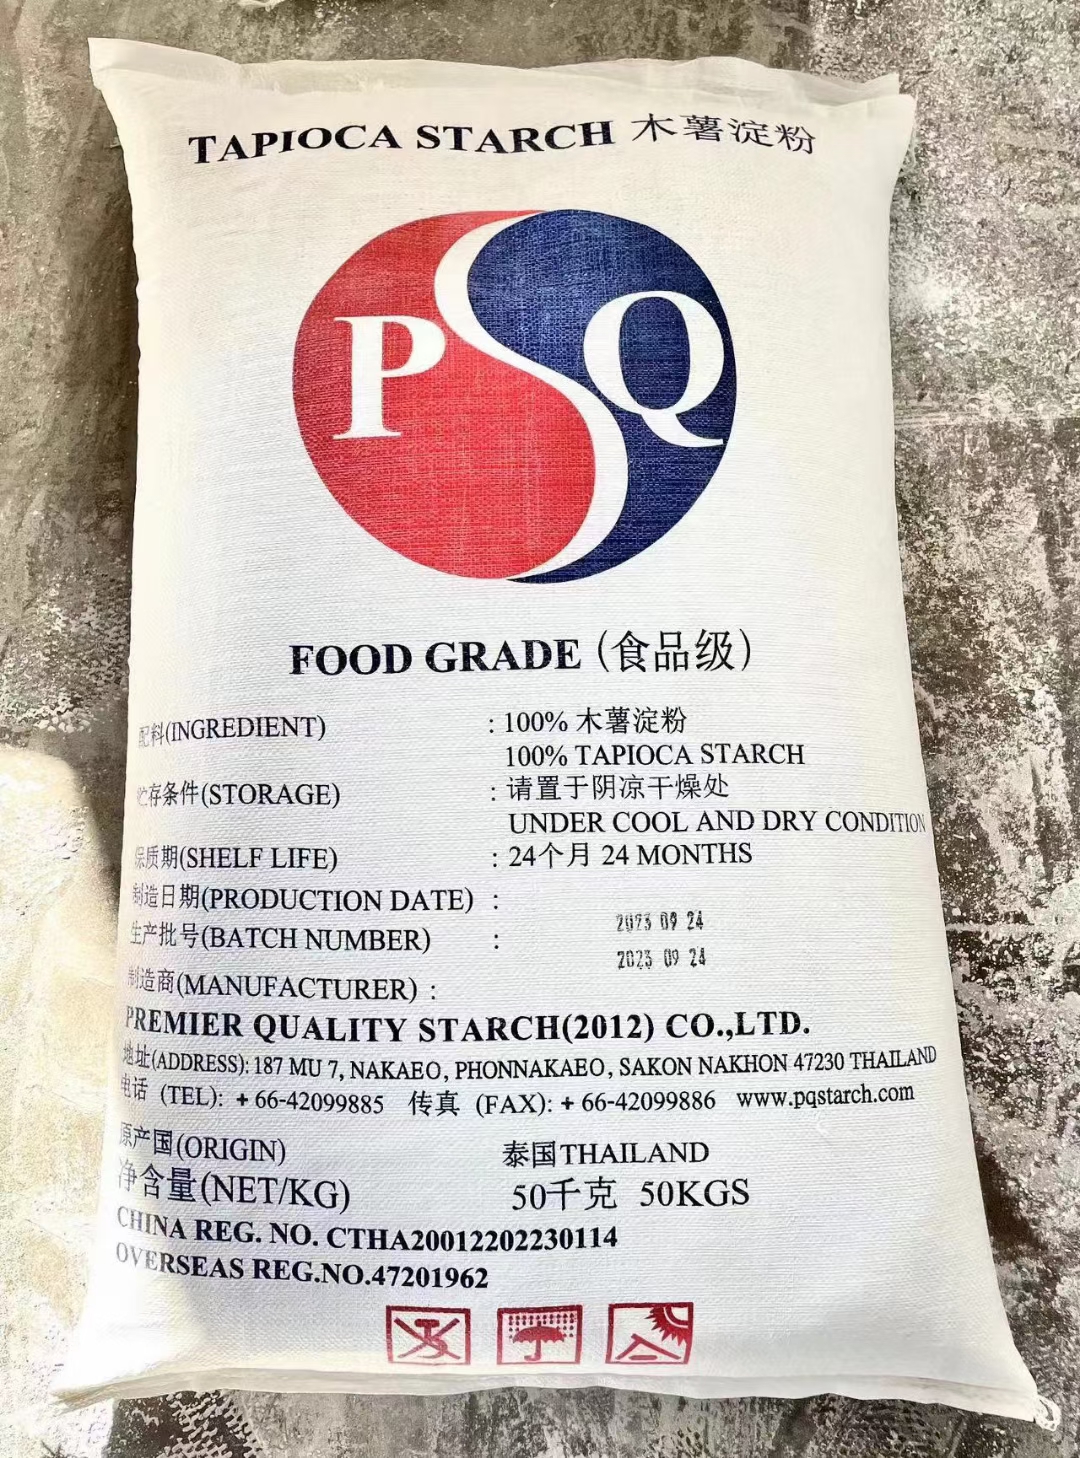 TAPIOCA STARCH 木薯淀粉
P S Q
FOOD GRADE (食品级)
配料(INGREDIENT) : 100% 木薯淀粉
100% TAPIOCA STARCH
贮存条件(STORAGE) : 请置于阴凉干燥处
UNDER COOL AND DRY CONDITION
保质期(SHELF LIFE) : 24个月 24 MONTHS
制造日期(PRODUCTION DATE) :
2023 09 24
生产批号(BATCH NUMBER) :
2023 09 24
制造商(MANUFACTURER) :
PREMIER QUALITY STARCH(2012) CO.,LTD.
地址(ADDRESS): 187 MU 7, NAKAEO, PHONNAKAEO, SAKON NAKHON 47230 THAILAND
电话 (TEL): + 66-42099885 传真 (FAX): + 66-42099886 www.pqstarch.com
原产国(ORIGIN) 泰国THAILAND
净含量(NET/KG) 50千克 50KGS
CHINA REG. NO. CTHA20012202230114
OVERSEAS REG.NO.47201962